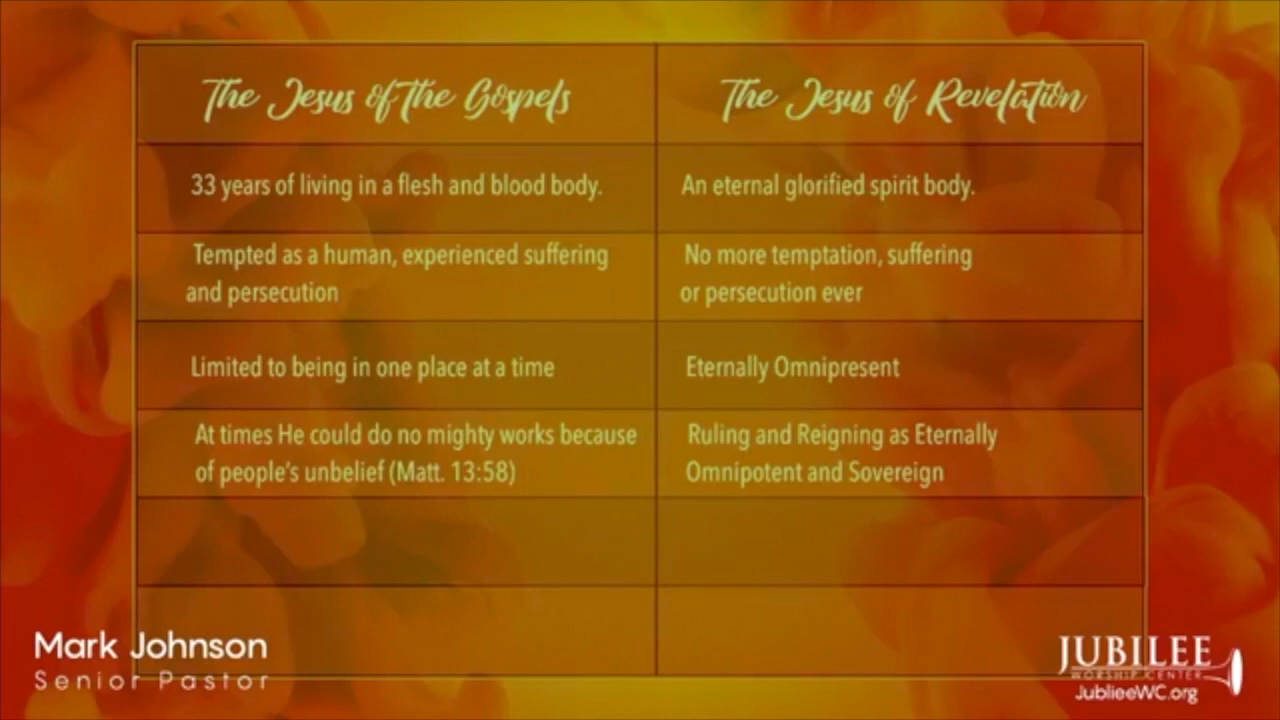 The Jesus of the Gospels
The Jesus of Revelation
33 years of living in a flesh and blood body.
An eternal glorified spirit body.
Tempted as a human, experienced suffering
and persecution
No more temptation, suffering
or persecution ever
Limited to being in one place at a time
Eternally Omnipresent
At times He could do no mighty works because
of people's unbelief (Matt. 13:58)
Ruling and Reigning as Eternally
Omnipotent and Sovereign
Mark Johnson
Senior Pastor
JUBILEE
WORSHIP CENTER
JublieeWC.org